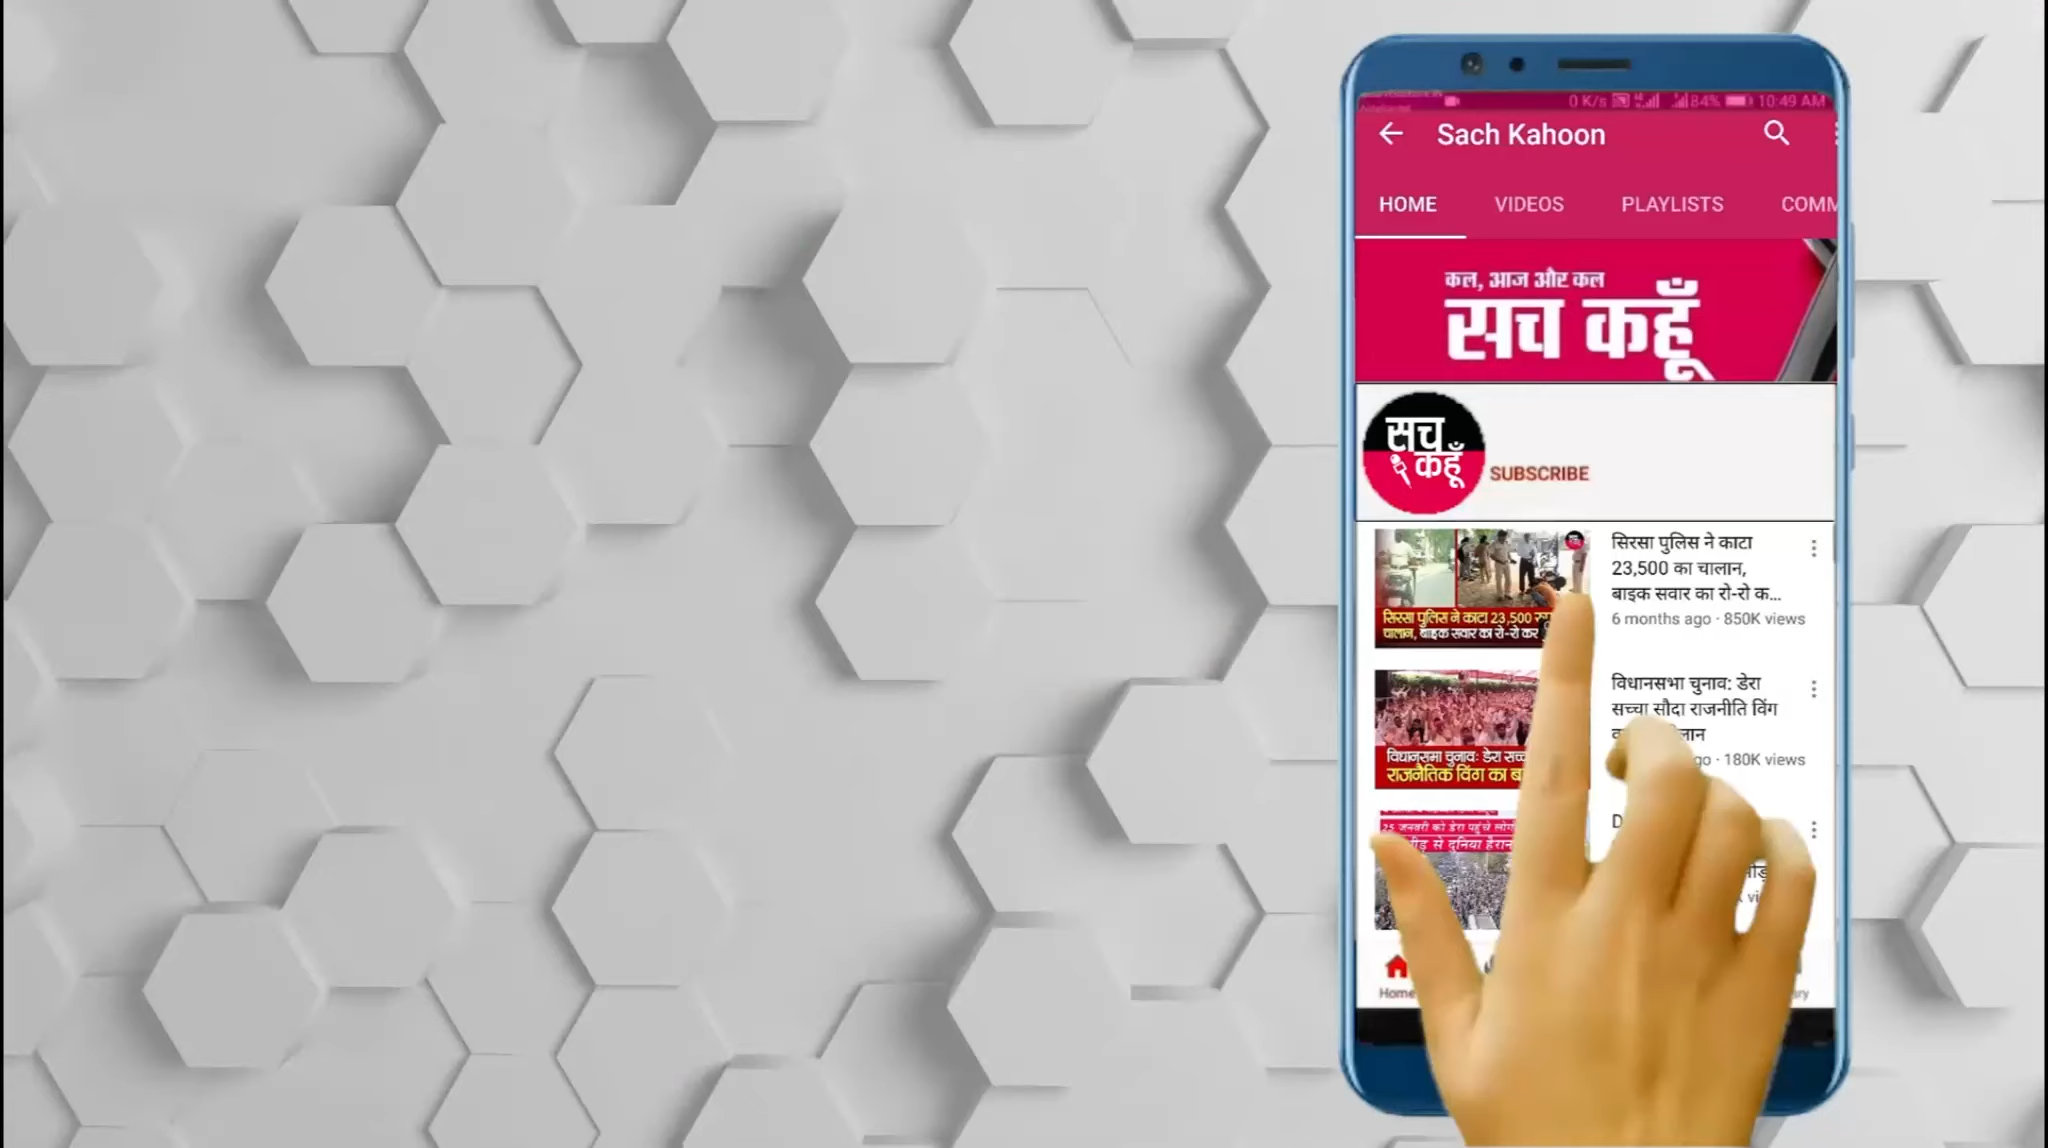 0 K/s 84% 10:49 AM
Sach Kahoon
HOME VIDEOS PLAYLISTS COMM
कल, आज और कल
सच कहूँ
सच
कहूँ
SUBSCRIBE
सिरसा पुलिस ने काटा 23,500
चालान, बाइक सवार का रो-रो कर
सिरसा पुलिस ने काटा
23,500 का चालान,
बाइक सवार का रो-रो क...
6 months ago · 850K views
विधानसभा चुनाव: डेरा
राजनैतिक विंग का
विधानसभा चुनाव: डेरा
सच्चा सौदा राजनीति विंग
180K views
25 जनवरी को डेरा पहुंचे
से दुनिया हैरान
Home